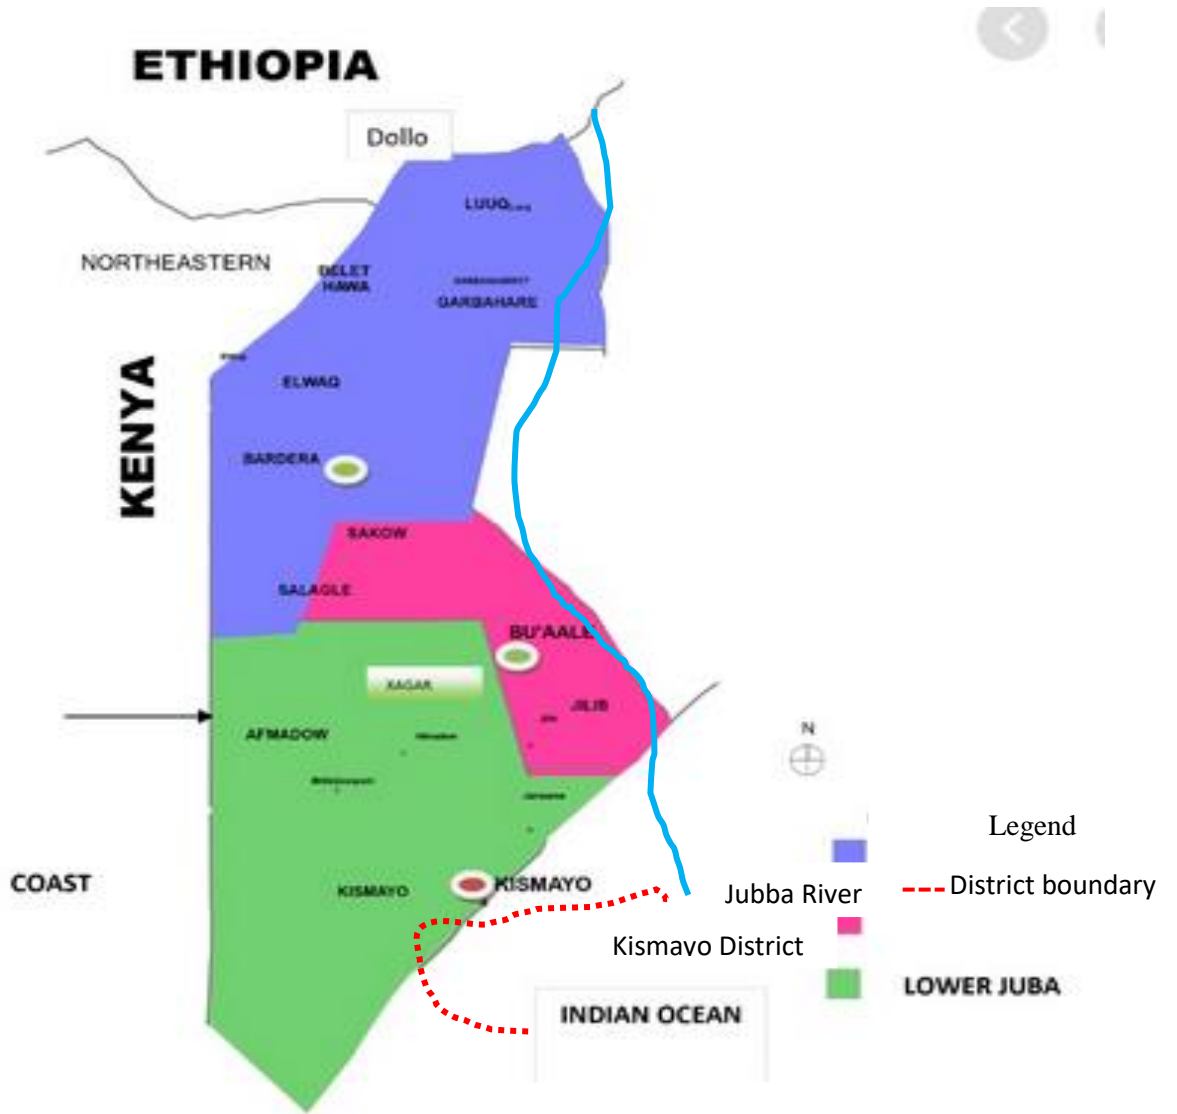 ETHIOPIA
Dollo
LUUQ
NORTHEASTERN
BELET
HAWA
GARBAHARE
KENYA
ELWAQ
BARDERA
SAKOW
SALAGLE
BU'AALE
XAGAR
JILIB
AFMADOW
N
Legend
COAST
KISMAYO
KISMAYO
Jubba River
District boundary
Kismayo District
LOWER JUBA
INDIAN OCEAN